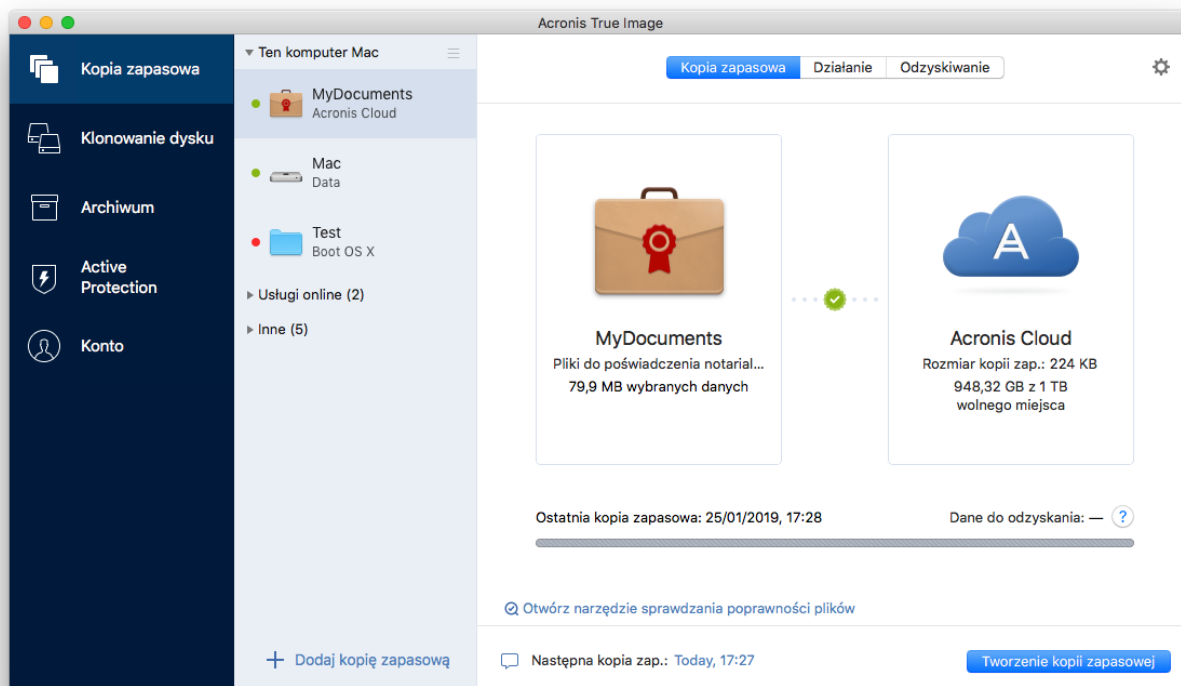 Acronis True Image
Kopia zapasowa
Klonowanie dysku
Archiwum
Active
Protection
Konto
Ten komputer Mac
MyDocuments
Acronis Cloud
Mac
Data
Test
Boot OS X
Usługi online (2)
Inne (5)
Dodaj kopię zapasową
Kopia zapasowa
Działanie
Odzyskiwanie
MyDocuments
Pliki do poświadczenia notarial...
79,9 MB wybranych danych
Acronis Cloud
Rozmiar kopii zap.: 224 KB
948,32 GB z 1 TB
wolnego miejsca
Ostatnia kopia zapasowa: 25/01/2019, 17:28
Dane do odzyskania: — ?
Otwórz narzędzie sprawdzania poprawności plików
Następna kopia zap.: Today, 17:27
Tworzenie kopii zapasowej